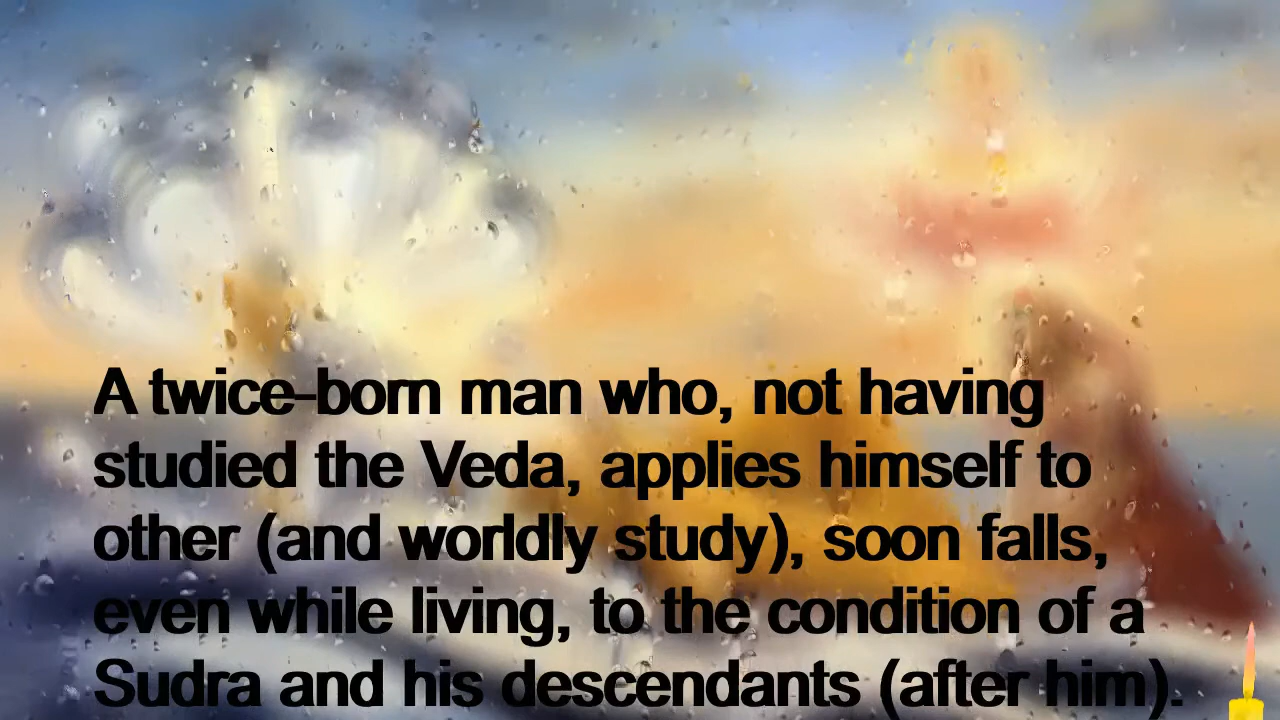 A twice-born man who, not having
studied the Veda, applies himself to
other (and worldly study), soon falls,
even while living, to the condition of a
Sudra and his descendants (after him).